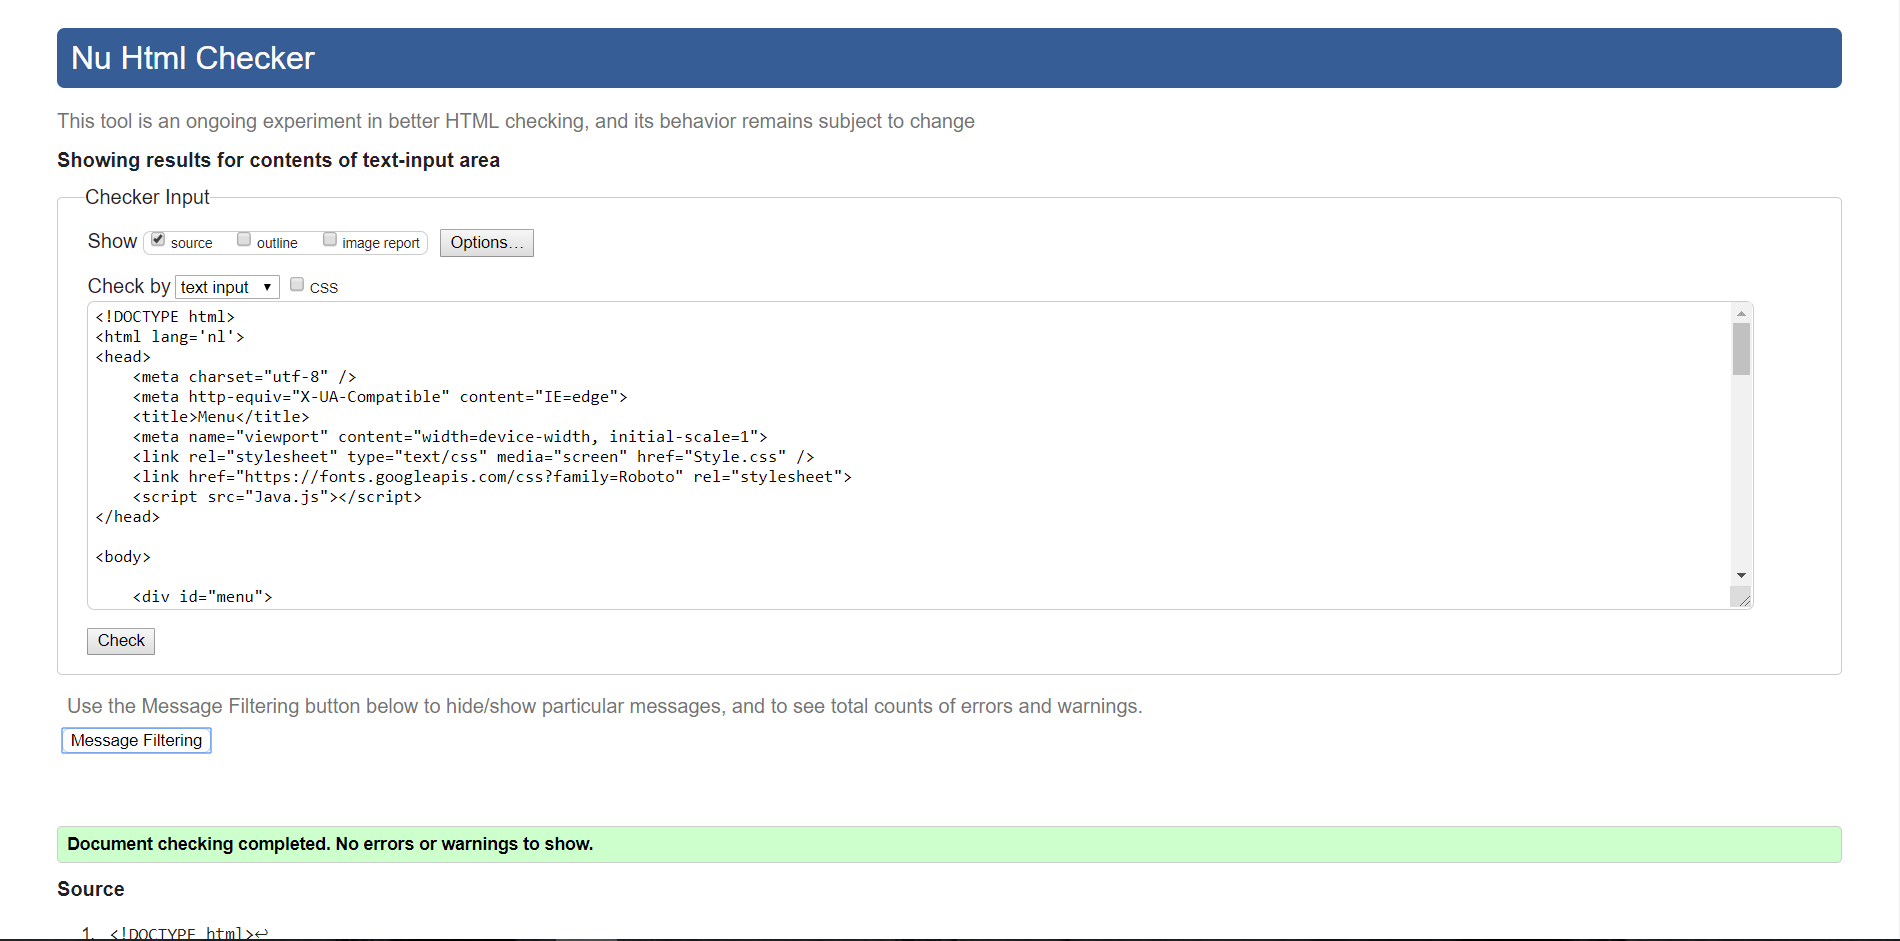 Nu Html Checker
This tool is an ongoing experiment in better HTML checking, and its behavior remains subject to change
Showing results for contents of text-input area
Checker Input
Show source outline image report Options...
Check by text input CSS
<!DOCTYPE html>
<html lang='nl'>
<head>
    <meta charset="utf-8" />
    <meta http-equiv="X-UA-Compatible" content="IE=edge">
    <title>Menu</title>
    <meta name="viewport" content="width=device-width, initial-scale=1">
    <link rel="stylesheet" type="text/css" media="screen" href="Style.css" />
    <link href="https://fonts.googleapis.com/css?family=Roboto" rel="stylesheet">
    <script src="Java.js"></script>
</head>
<body>
    <div id="menu">
Check
Use the Message Filtering button below to hide/show particular messages, and to see total counts of errors and warnings.
Message Filtering
Document checking completed. No errors or warnings to show.
Source
1. <!DOCTYPE html>↩